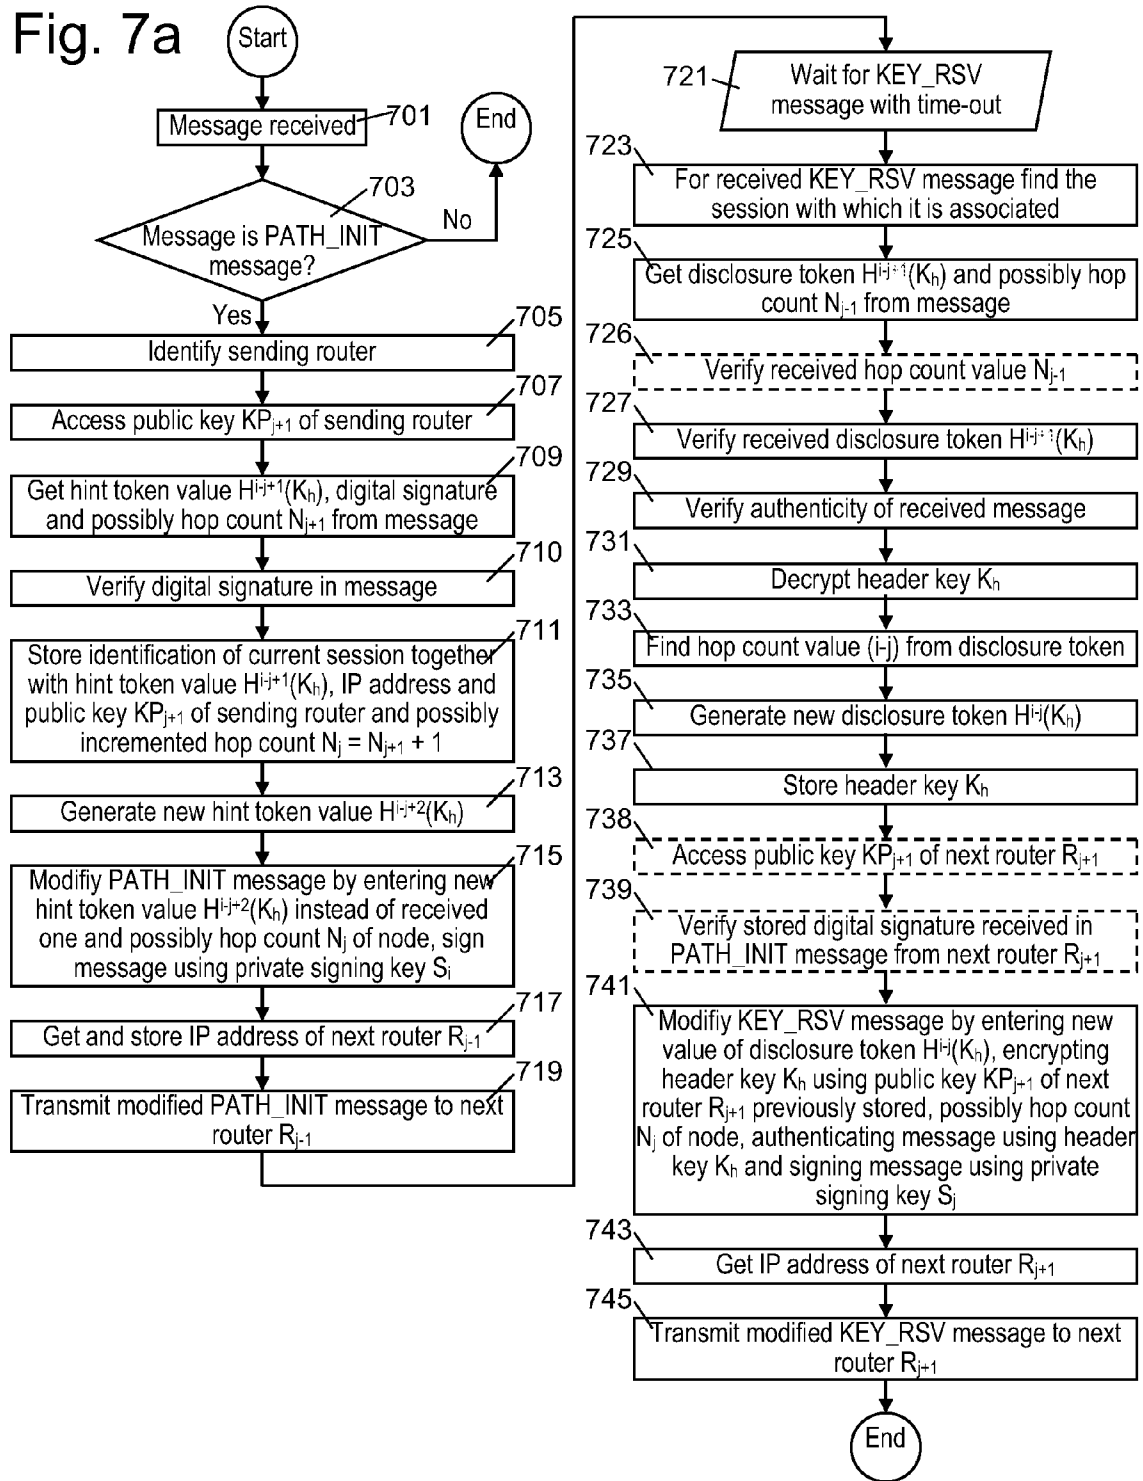 Fig. 7a
Start
Message received
701
End
703
Message is PATH_INIT
message?
No
Yes
705
Identify sending router
707
Access public key KPj+1 of sending router
709
Get hint token value H^i-j+1(Kh), digital signature
and possibly hop count Nj+1 from message
710
Verify digital signature in message
711
Store identification of current session together
with hint token value H^i-j+1(Kh), IP address and
public key KPj+1 of sending router and possibly
incremented hop count Nj = Nj+1 + 1
713
Generate new hint token value H^i-j+2(Kh)
715
Modifiy PATH_INIT message by entering new
hint token value H^i-j+2(Kh) instead of received
one and possibly hop count Nj of node, sign
message using private signing key Si
717
Get and store IP address of next router Rj-1
719
Transmit modified PATH_INIT message to next
router Rj-1
721
Wait for KEY_RSV
message with time-out
723
For received KEY_RSV message find the
session with which it is associated
725
Get disclosure token H^i-j+1(Kh) and possibly hop
count Nj-1 from message
726
Verify received hop count value Nj-1
727
Verify received disclosure token H^i-j+1(Kh)
729
Verify authenticity of received message
731
Decrypt header key Kh
733
Find hop count value (i-j) from disclosure token
735
Generate new disclosure token H^i-j(Kh)
737
Store header key Kh
738
Access public key KPj+1 of next router Rj+1
739
Verify stored digital signature received in
PATH_INIT message from next router Rj+1
741
Modifiy KEY_RSV message by entering new
value of disclosure token H^i-j(Kh), encrypting
header key Kh using public key KPj+1 of next
router Rj+1 previously stored, possibly hop count
Nj of node, authenticating message using header
key Kh and signing message using private
signing key Sj
743
Get IP address of next router Rj+1
745
Transmit modified KEY_RSV message to next
router Rj+1
End